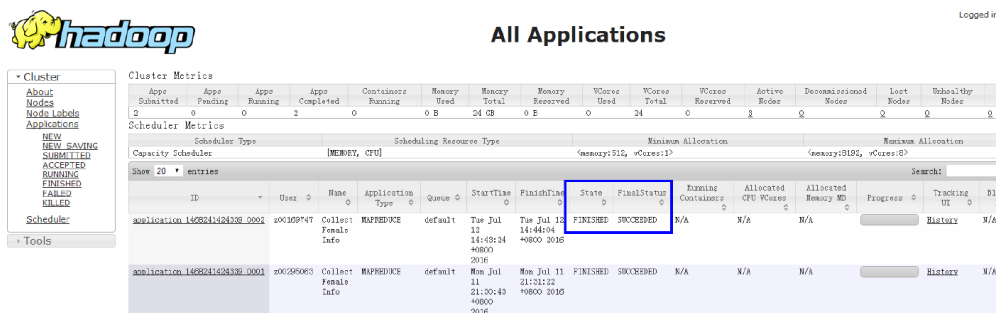 hadoop
All Applications
Logged in
Cluster
About
Nodes
Node Labels
Applications
NEW
NEW_SAVING
SUBMITTED
ACCEPTED
RUNNING
FINISHED
FAILED
KILLED
Scheduler
Tools
Cluster Metrics
Apps Submitted Apps Pending Apps Running Apps Completed Containers Running Memory Used Memory Total Memory Reserved VCores Used VCores Total VCores Reserved Active Nodes Decommissioned Nodes Lost Nodes Unhealthy Nodes
2 0 0 2 0 0 B 24 GB 0 B 0 24 0 3 0 0 0
Scheduler Metrics
Scheduler Type Scheduling Resource Type Minimum Allocation Maximum Allocation
Capacity Scheduler [MEMORY, CPU] <memory:512, vCores:1> <memory:8192, vCores:8>
Show 20 entries Search:
ID User Name Application Type Queue StartTime FinishTime State FinalStatus Running Containers Allocated CPU VCores Allocated Memory MB Progress Tracking UI Bl
application_1468241424339_0002 z00169747 Collect Female Info MAPREDUCE default Tue Jul 12 14:43:24 +0800 2016 Tue Jul 12 14:44:04 +0800 2016 FINISHED SUCCEEDED N/A N/A N/A History N/A
application_1468241424339_0001 z00295063 Collect Female Info MAPREDUCE default Mon Jul 11 21:30:43 +0800 2016 Mon Jul 11 21:31:22 +0800 2016 FINISHED SUCCEEDED N/A N/A N/A History N/A